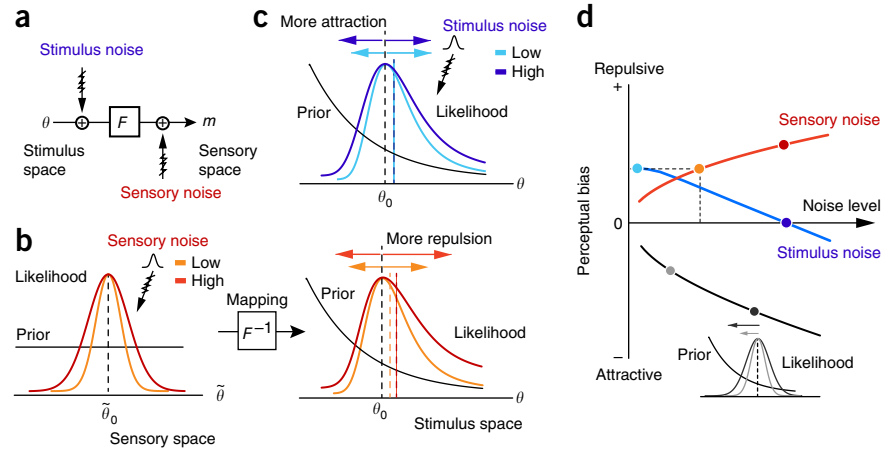 a
Stimulus noise
θ
F
m
Stimulus
space
Sensory
space
Sensory noise
b
Sensory noise
Likelihood
Low
High
Prior
θ̃
θ̃0
Sensory space
Mapping
F−1
More repulsion
Prior
Likelihood
θ
θ0
Stimulus space
c
More attraction
Stimulus noise
Low
High
Prior
Likelihood
θ
θ0
d
Repulsive
+
Sensory noise
Perceptual bias
0
Noise level
Stimulus noise
−
Attractive
Prior
Likelihood